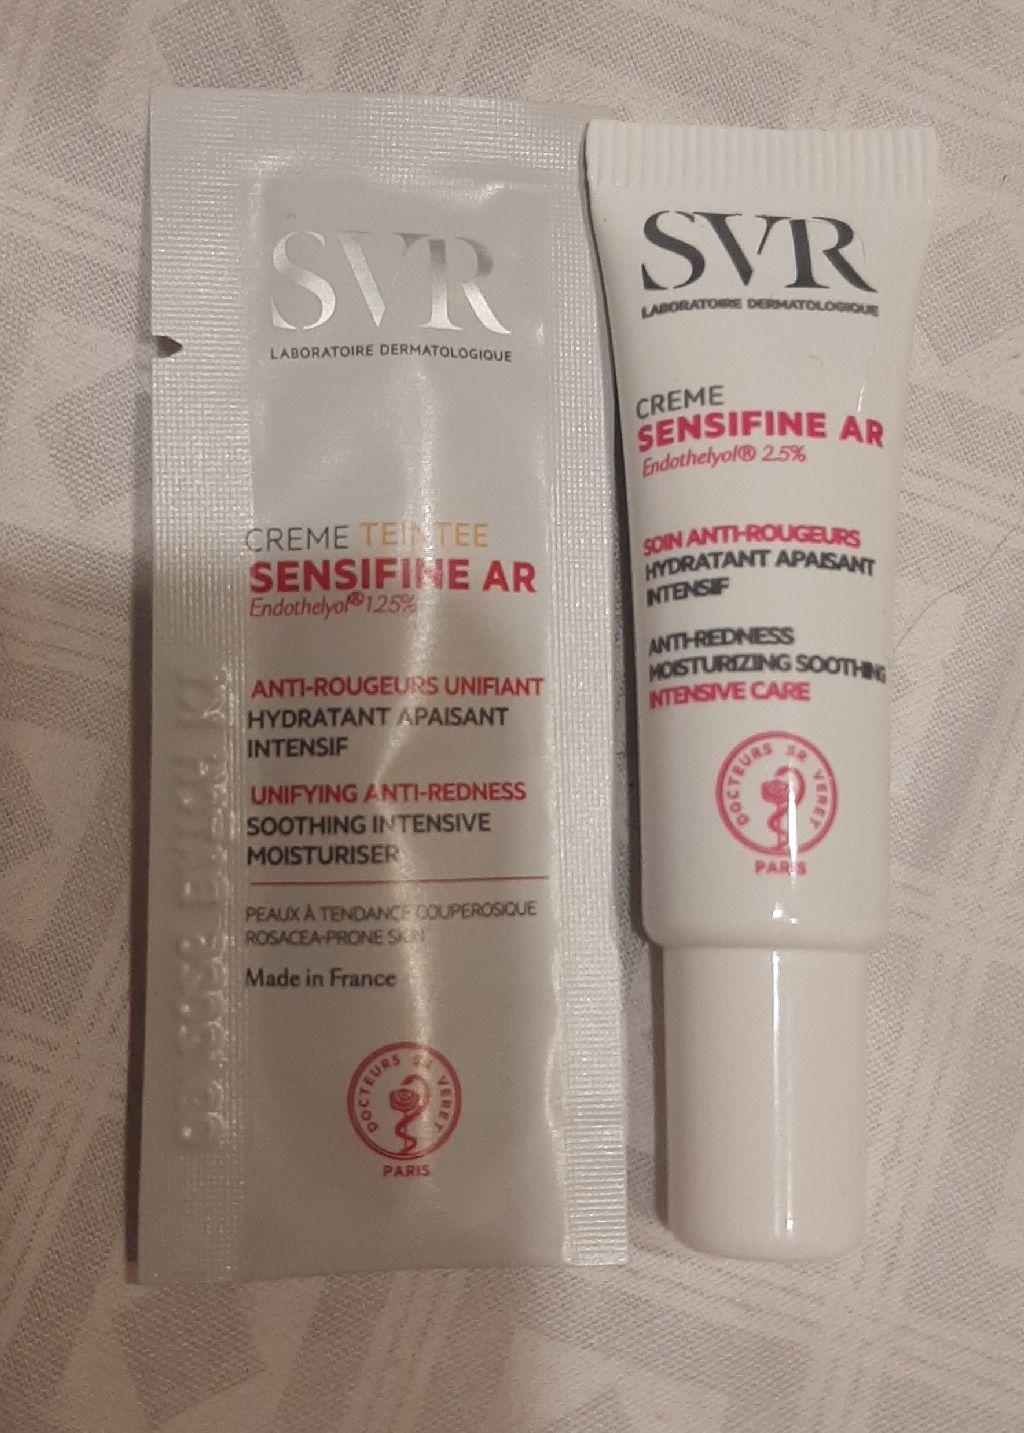 SVR
LABORATOIRE DERMATOLOGIQUE
CREME TEINTEE
SENSIFINE AR
Endothelyol® 1.25%
ANTI-ROUGEURS UNIFIANT
HYDRATANT APAISANT
INTENSIF
UNIFYING ANTI-REDNESS
SOOTHING INTENSIVE
MOISTURISER
PEAUX À TENDANCE COUPEROSIQUE
ROSACEA-PRONE SKIN
Made in France
DOCTEURS SR VERET
PARIS
SVR
LABORATOIRE DERMATOLOGIQUE
CREME
SENSIFINE AR
Endothelyol® 2.5%
SOIN ANTI-ROUGEURS
HYDRATANT APAISANT
INTENSIF
ANTI-REDNESS
MOISTURIZING SOOTHING
INTENSIVE CARE
DOCTEURS SR VERET
PARIS